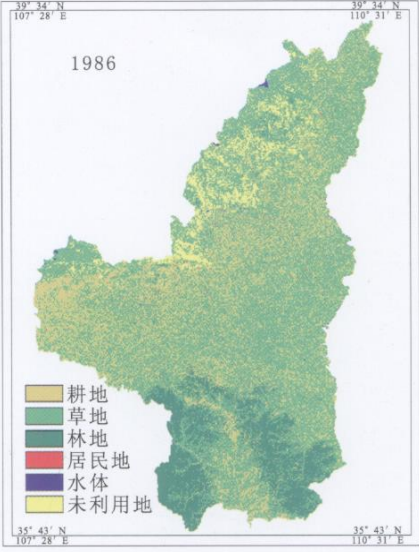 39° 34′ N
107° 28′ E
39° 34′ N
110° 31′ E
1986
耕地
草地
林地
居民地
水体
未利用地
35° 43′ N
107° 28′ E
35° 43′ N
110° 31′ E